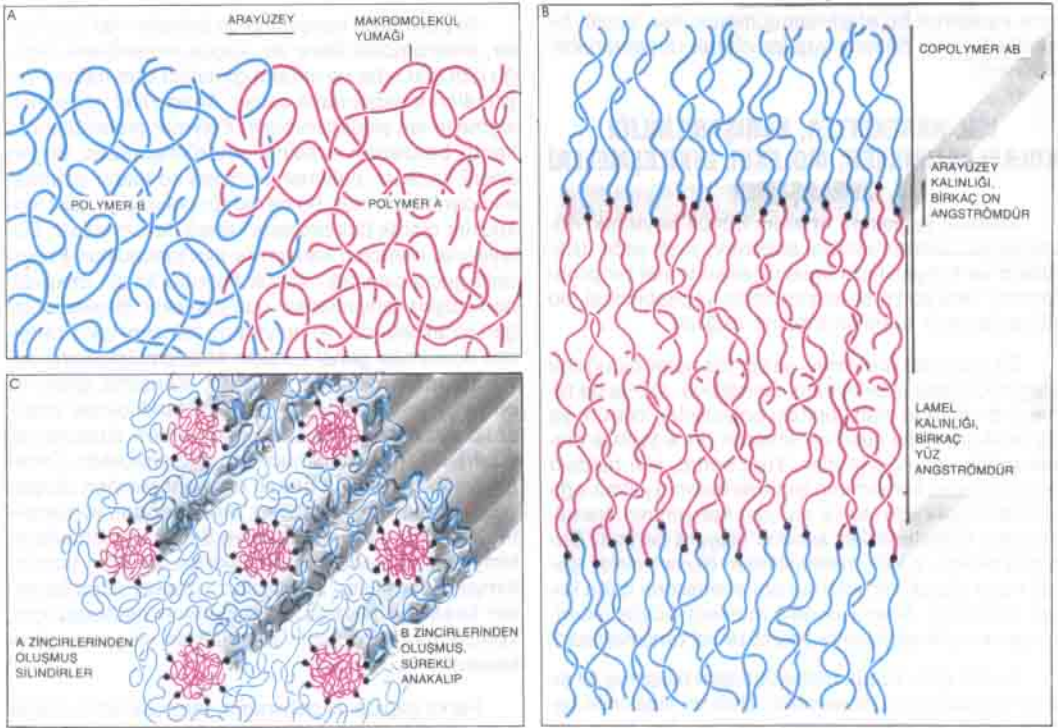 A
ARAYÜZEY
MAKROMOLEKÜL
YUMAĞI
POLYMER B
POLYMER A
B
COPOLYMER AB
ARAYÜZEY
KALINLIĞI,
BİRKAÇ ON
ANGSTRÖMDÜR
LAMEL
KALINLIĞI,
BİRKAÇ
YÜZ
ANGSTRÖMDÜR
C
A ZİNCİRLERİNDEN
OLUŞMUŞ
SİLİNDİRLER
B ZİNCİRLERİNDEN
OLUŞMUŞ,
SÜREKLİ
ANAKALIP